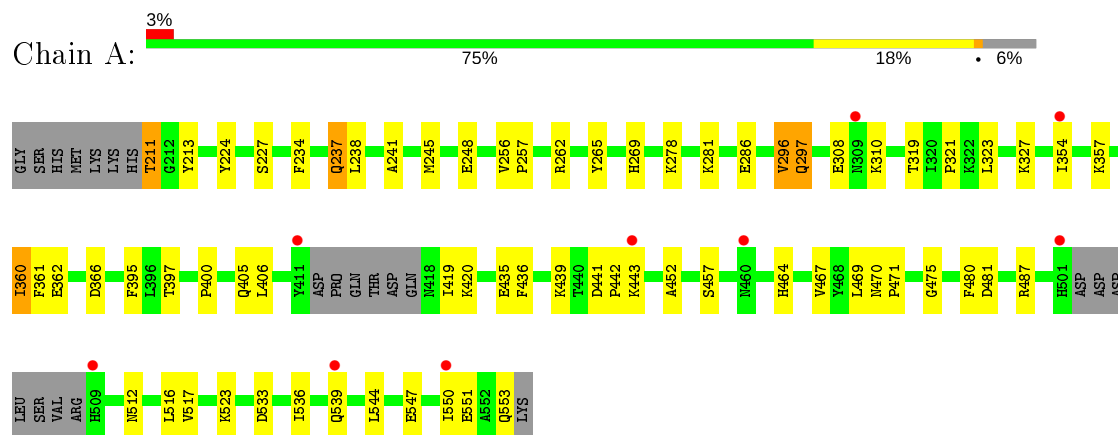 3%
Chain A:
75% 18% • 6%
GLY SER HIS MET LYS LYS HIS T211 G212 Y213 Y224 S227 F234 Q237 L238 A241 M245 E248 V256 P257 R262 Y265 H269 K278 K281 E286 V296 Q297 E308 N309 K310 T319 I320 P321 K322 L323 K327 I354 K357
I360 F361 E362 D366 F395 L396 T397 P400 Q405 L406 Y411 ASP PRO GLN THR ASP GLN N418 I419 K420 E435 F436 K439 T440 D441 P442 K443 A452 S457 N460 H464 V467 Y468 L469 N470 P471 G475 F480 D481 R487 H501 ASP ASP ASP
LEU SER VAL ARG H509 N512 L516 V517 K523 D533 I536 Q539 L544 E547 I550 E551 A552 Q553 LYS